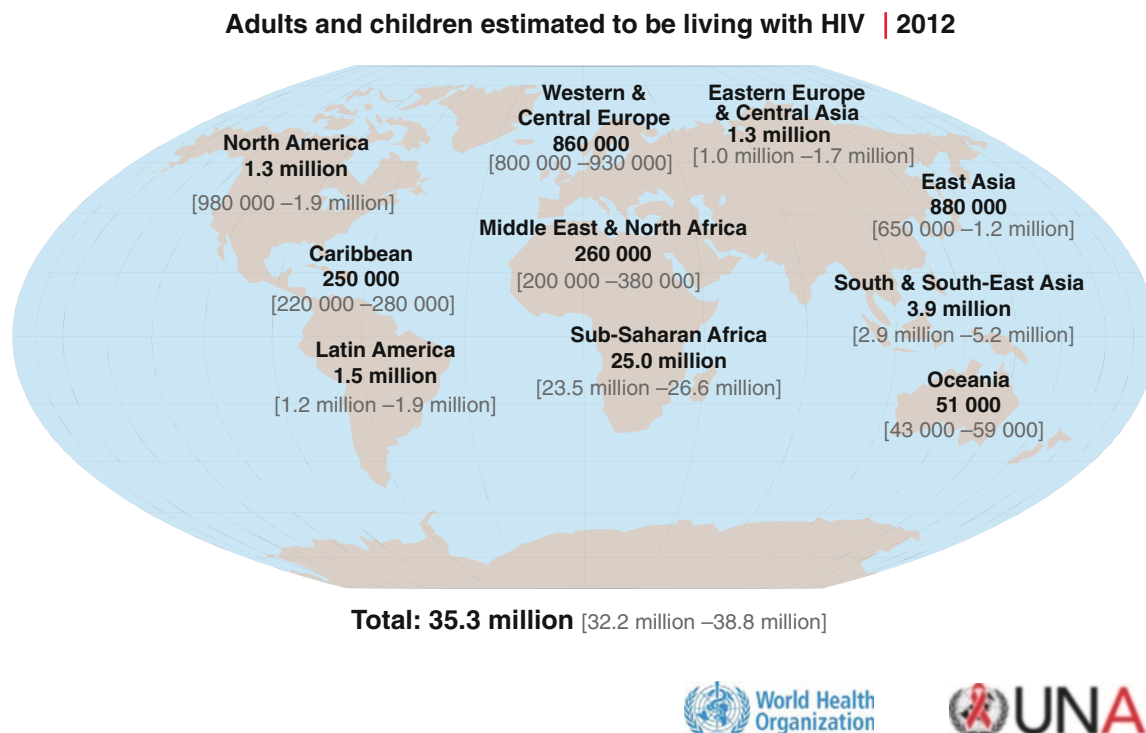 Adults and children estimated to be living with HIV | 2012
Western &
Central Europe
860 000
[800 000 –930 000]
Eastern Europe
& Central Asia
1.3 million
[1.0 million –1.7 million]
North America
1.3 million
[980 000 –1.9 million]
East Asia
880 000
[650 000 –1.2 million]
Middle East & North Africa
260 000
[200 000 –380 000]
Caribbean
250 000
[220 000 –280 000]
South & South-East Asia
3.9 million
[2.9 million –5.2 million]
Sub-Saharan Africa
25.0 million
[23.5 million –26.6 million]
Latin America
1.5 million
[1.2 million –1.9 million]
Oceania
51 000
[43 000 –59 000]
Total: 35.3 million [32.2 million –38.8 million]
World Health
Organization
UNA